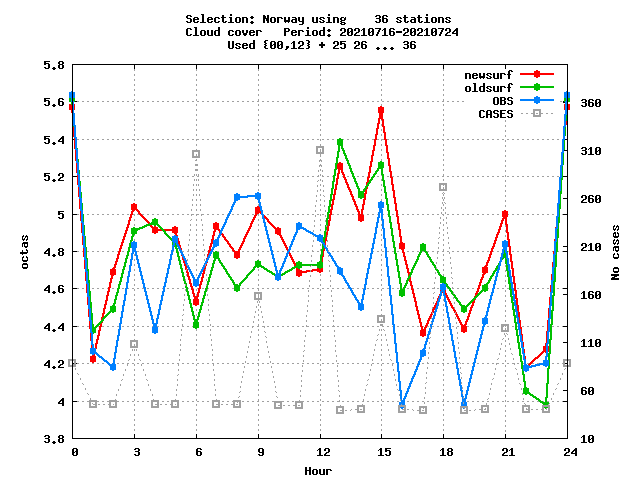 Selection: Norway using    36 stations
Cloud cover   Period: 20210716-20210724
Used {00,12} + 25 26 ... 36
newsurf
oldsurf
OBS
CASES
5.8
5.6
5.4
5.2
5
4.8
4.6
4.4
4.2
4
3.8
octas
360
310
260
210
160
110
60
10
No cases
0 3 6 9 12 15 18 21 24
Hour